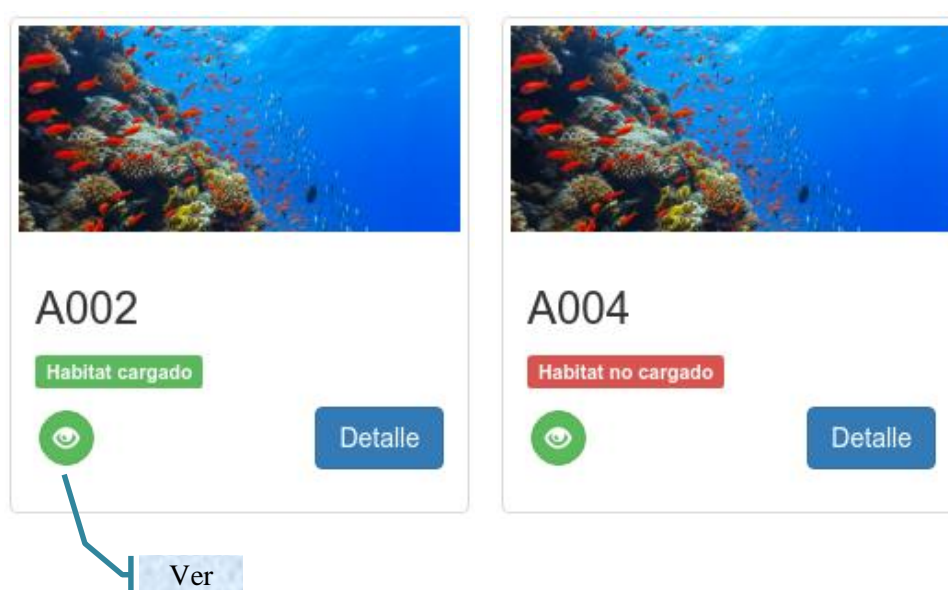 A002
Habitat cargado
Detalle
A004
Habitat no cargado
Detalle
Ver